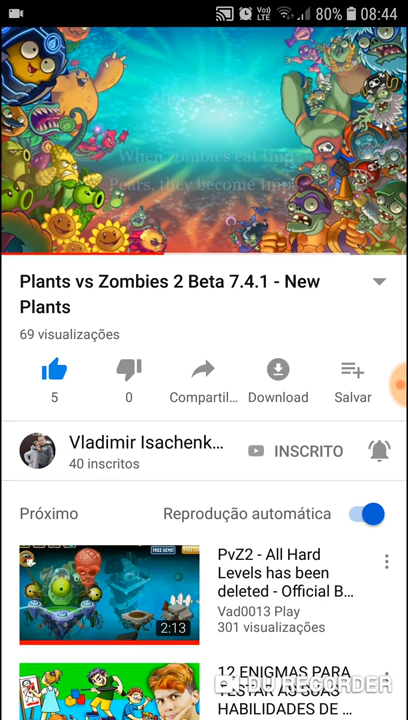 80% 08:44
When zombies eat Imp
Pears, they become Imp
Plants vs Zombies 2 Beta 7.4.1 - New
Plants
69 visualizações
5
0
Compartil...
Download
Salvar
Vladimir Isachenk...
INSCRITO
40 inscritos
Próximo
Reprodução automática
PvZ2 - All Hard
Levels has been
deleted - Official B...
Vad0013 Play
301 visualizações
FREE GEMS!
2:13
12 ENIGMAS PARA
TESTAR AS SUAS
HABILIDADES DE
DU RECORDER